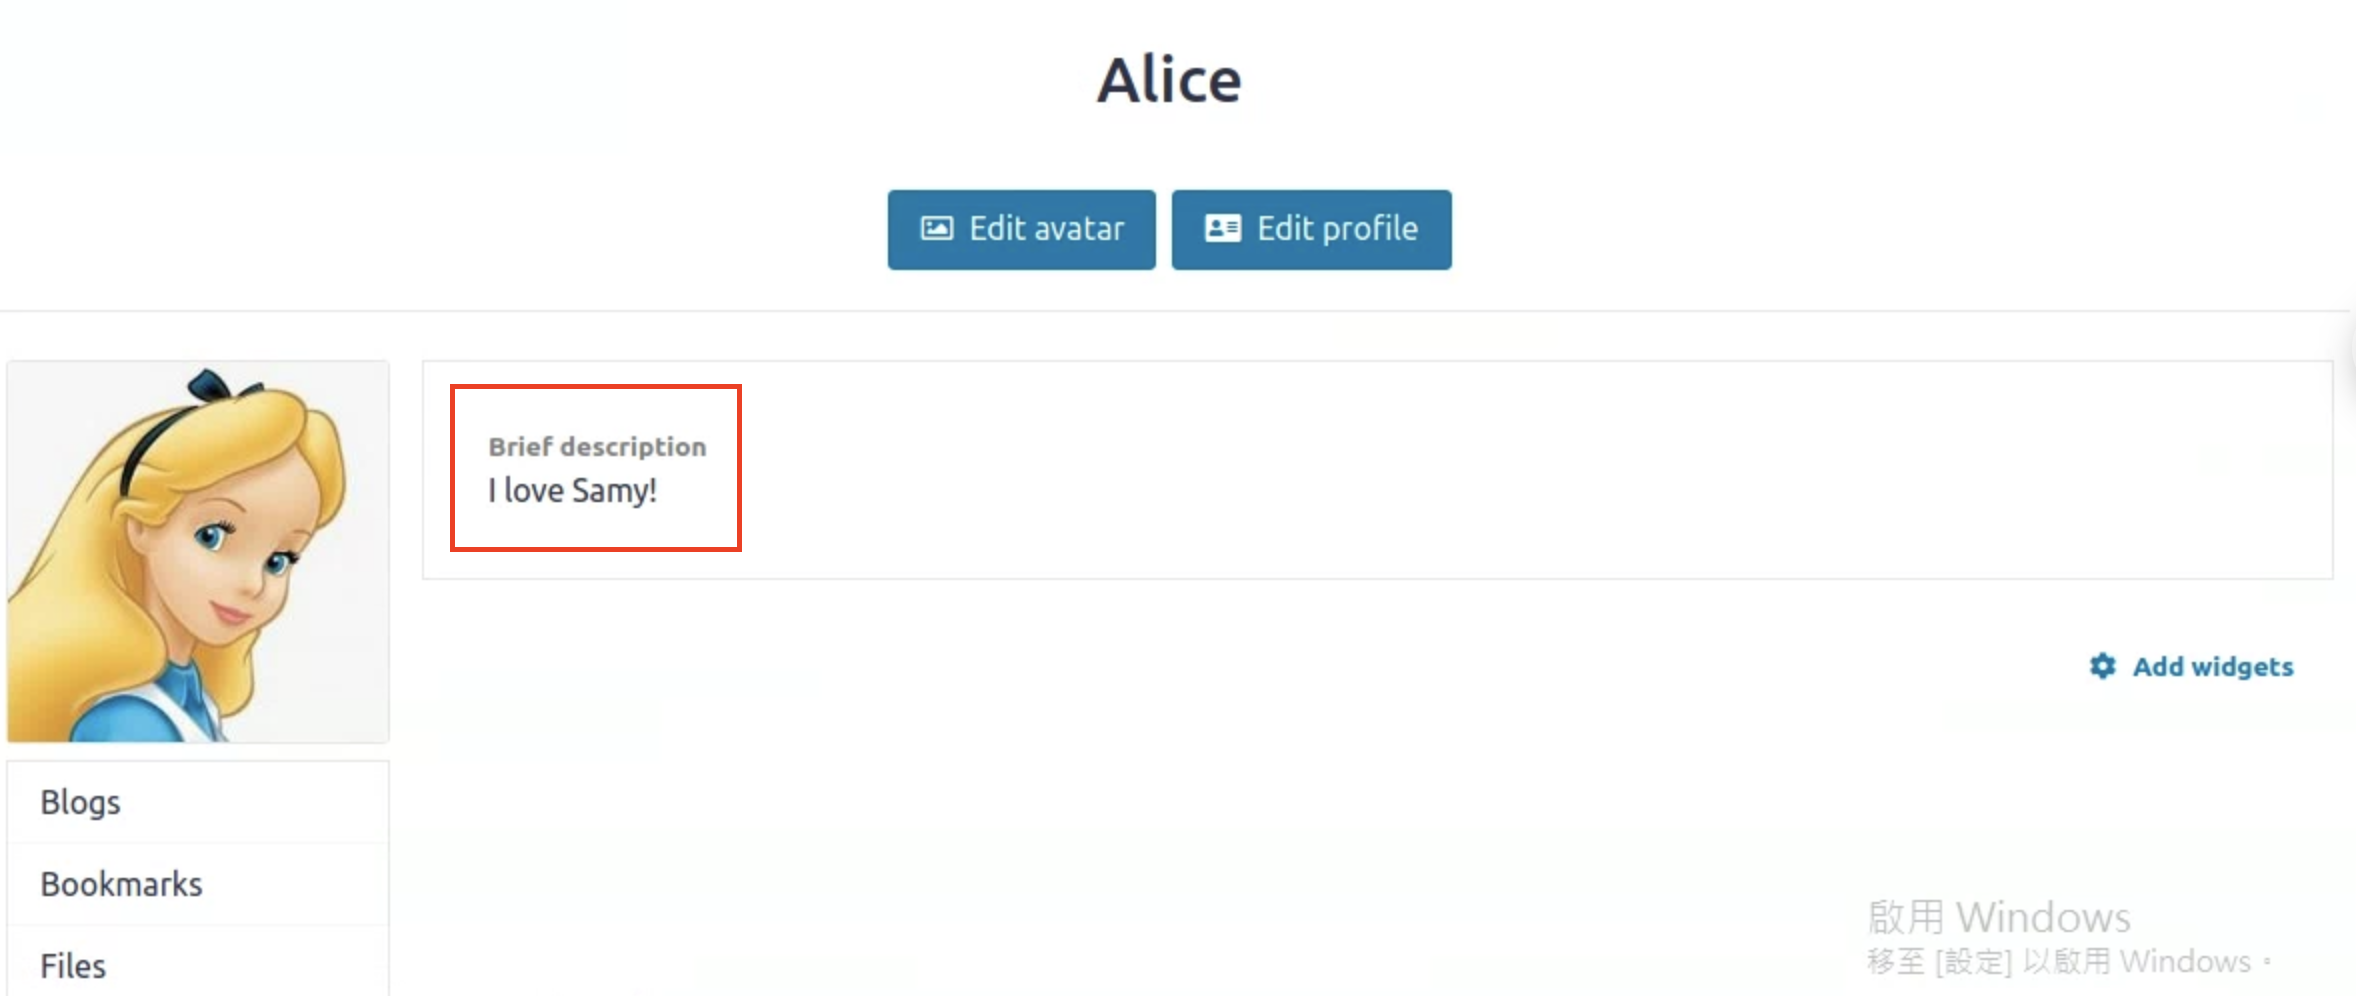 Alice
Edit avatar
Edit profile
Brief description
I love Samy!
Add widgets
Blogs
Bookmarks
Files
啟用 Windows
移至 [設定] 以啟用 Windows。